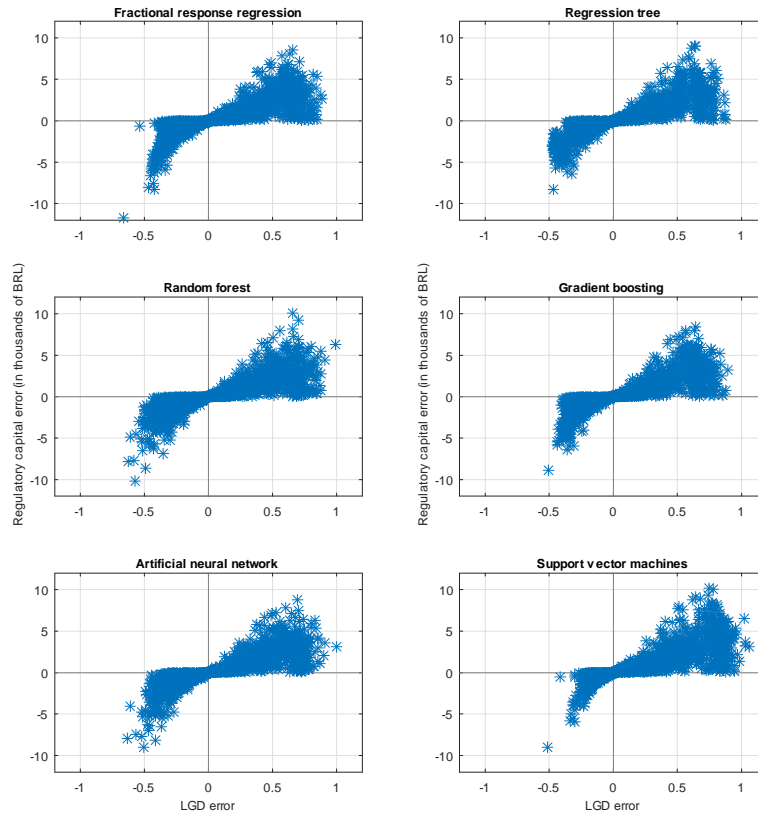 Fractional response regression
10
5
0
-5
-10
-1 -0.5 0 0.5 1
Regression tree
10
5
0
-5
-10
-1 -0.5 0 0.5 1
Regulatory capital error (in thousands of BRL)
Random forest
10
5
0
-5
-10
-1 -0.5 0 0.5 1
Regulatory capital error (in thousands of BRL)
Gradient boosting
10
5
0
-5
-10
-1 -0.5 0 0.5 1
Artificial neural network
10
5
0
-5
-10
-1 -0.5 0 0.5 1
LGD error
Support vector machines
10
5
0
-5
-10
-1 -0.5 0 0.5 1
LGD error